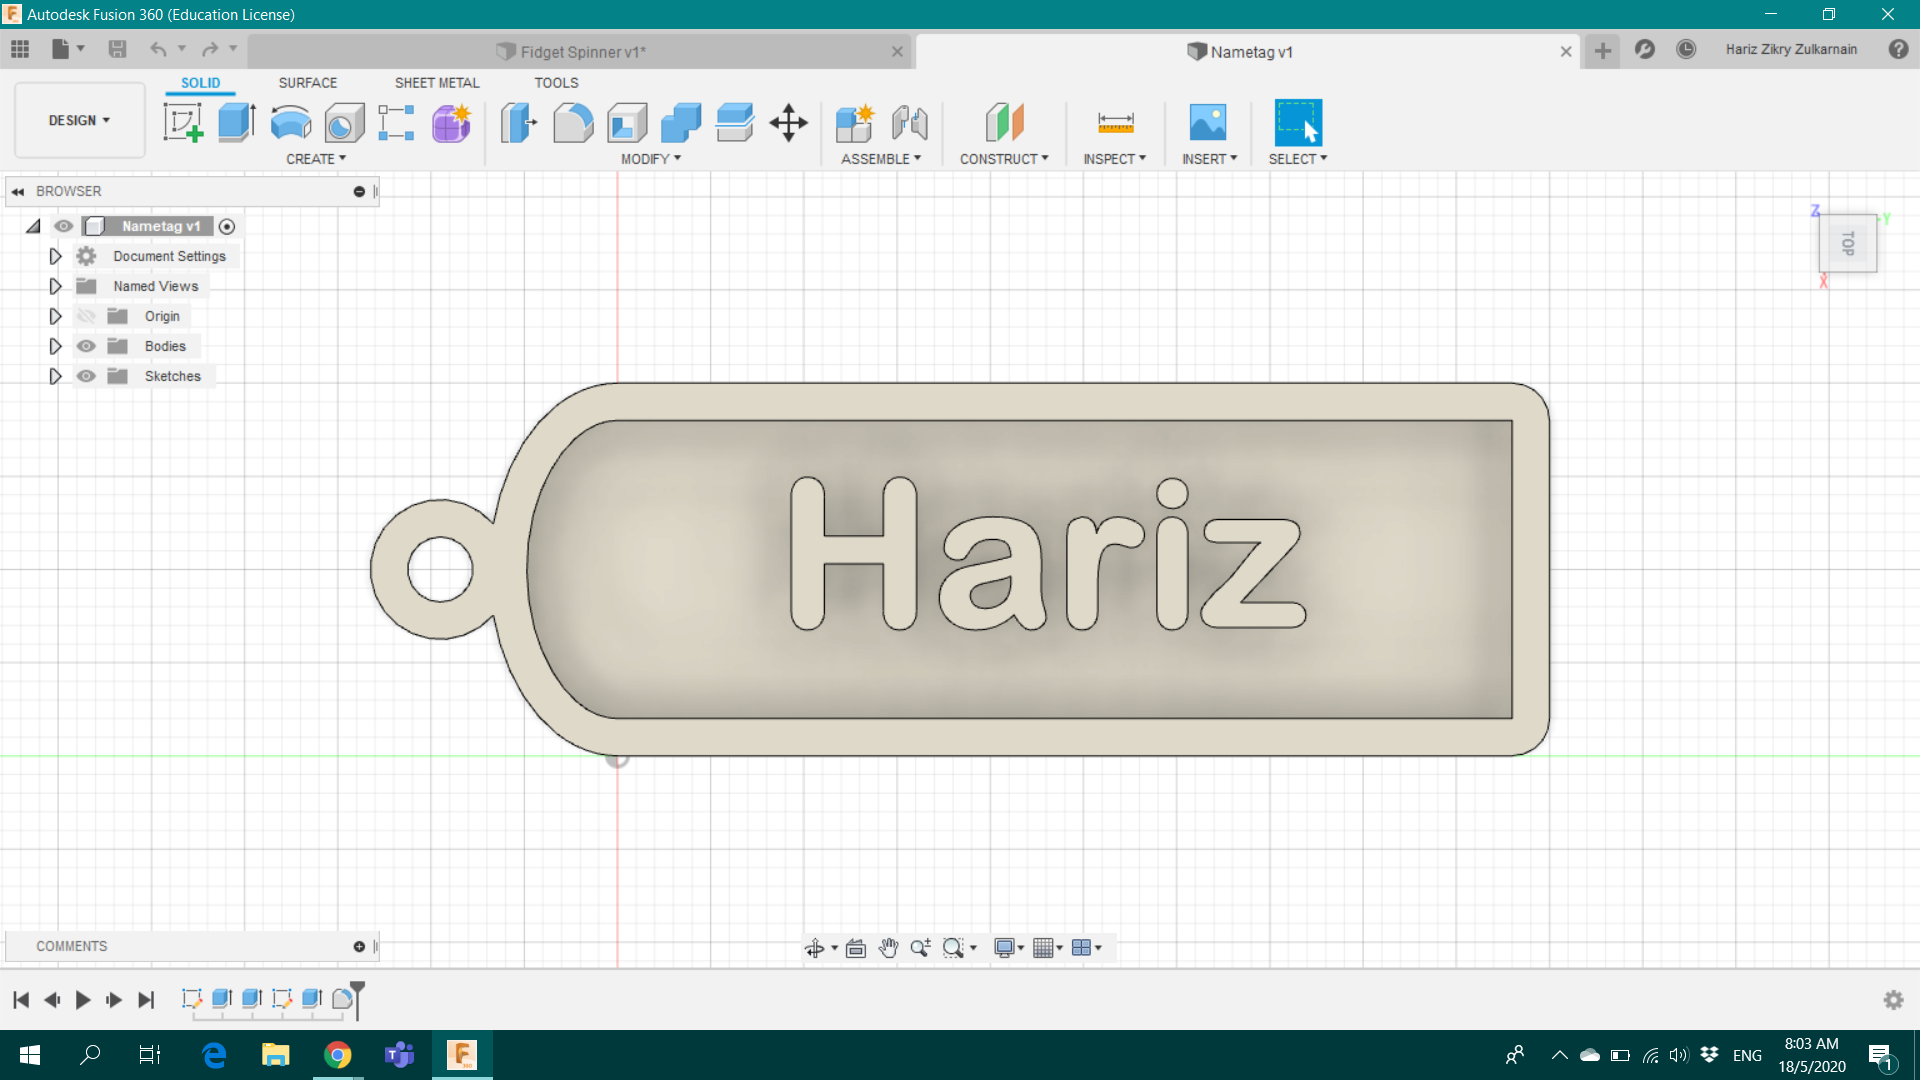 Autodesk Fusion 360 (Education License)
Fidget Spinner v1*
Nametag v1
Hariz Zikry Zulkarnain
DESIGN
SOLID SURFACE SHEET METAL TOOLS
CREATE MODIFY ASSEMBLE CONSTRUCT INSPECT INSERT SELECT
BROWSER
Nametag v1
Document Settings
Named Views
Origin
Bodies
Sketches
Z
Y
TOP
X
Hariz
COMMENTS
ENG
8:03 AM
18/5/2020
1